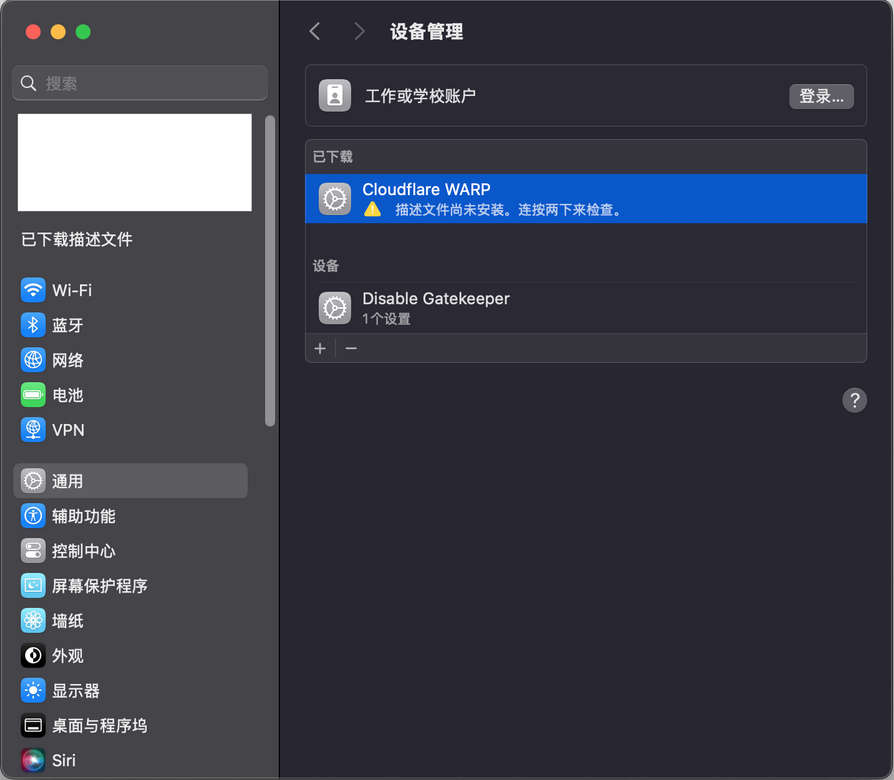 设备管理
搜索
已下载描述文件
Wi-Fi
蓝牙
网络
电池
VPN
通用
辅助功能
控制中心
屏幕保护程序
墙纸
外观
显示器
桌面与程序坞
Siri
工作或学校账户
登录...
已下载
Cloudflare WARP
描述文件尚未安装。连按两下来检查。
设备
Disable Gatekeeper
1个设置
+ −
?